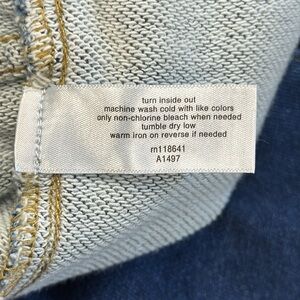 turn inside out
machine wash cold with like colors
only non-chlorine bleach when needed
tumble dry low
warm iron on reverse if needed
rn118641
A1497